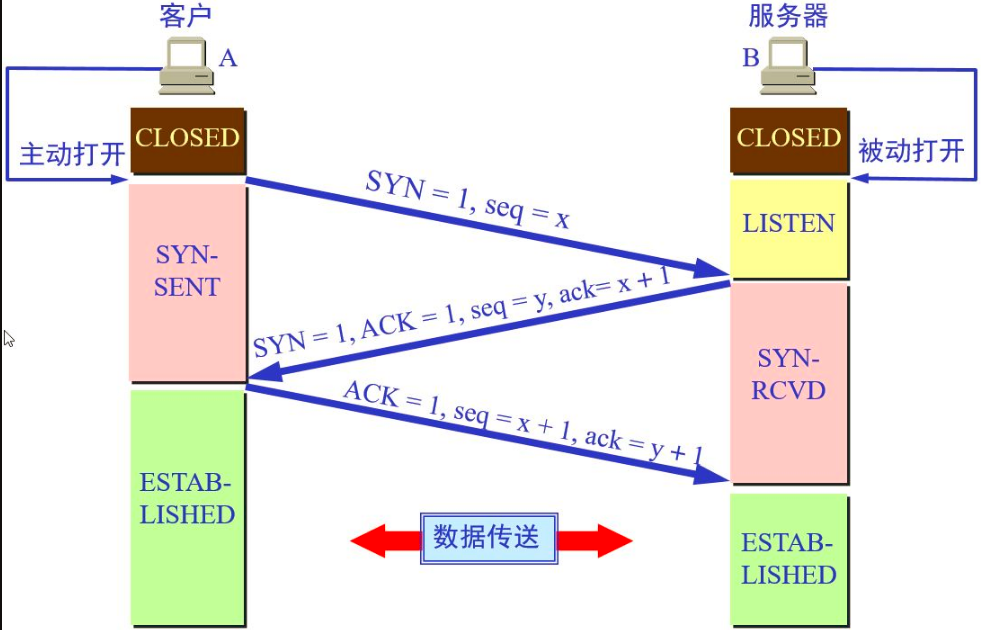 客户
服务器
A
B
CLOSED
CLOSED
主动打开
被动打开
SYN = 1, seq = x
LISTEN
SYN-
SENT
SYN = 1, ACK = 1, seq = y, ack= x + 1
SYN-
RCVD
ACK = 1, seq = x + 1, ack = y + 1
ESTAB-
LISHED
数据传送
ESTAB-
LISHED